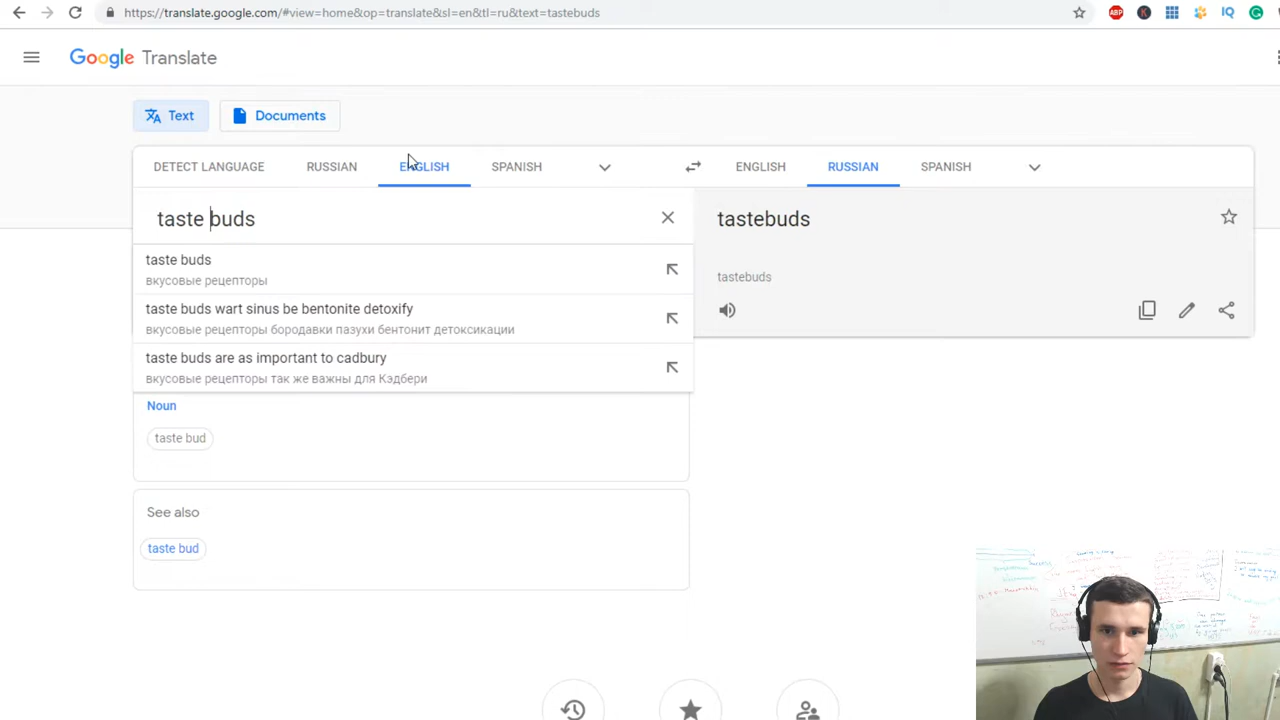 https://translate.google.com/#view=home&op=translate&sl=en&tl=ru&text=tastebuds
ABP
K
IQ
G
Google Translate
Text
Documents
DETECT LANGUAGE
RUSSIAN
ENGLISH
SPANISH
ENGLISH
RUSSIAN
SPANISH
taste buds
tastebuds
tastebuds
taste buds
вкусовые рецепторы
taste buds wart sinus be bentonite detoxify
вкусовые рецепторы бородавки пазухи бентонит детоксикации
taste buds are as important to cadbury
вкусовые рецепторы так же важны для Кэдбери
Noun
taste bud
See also
taste bud